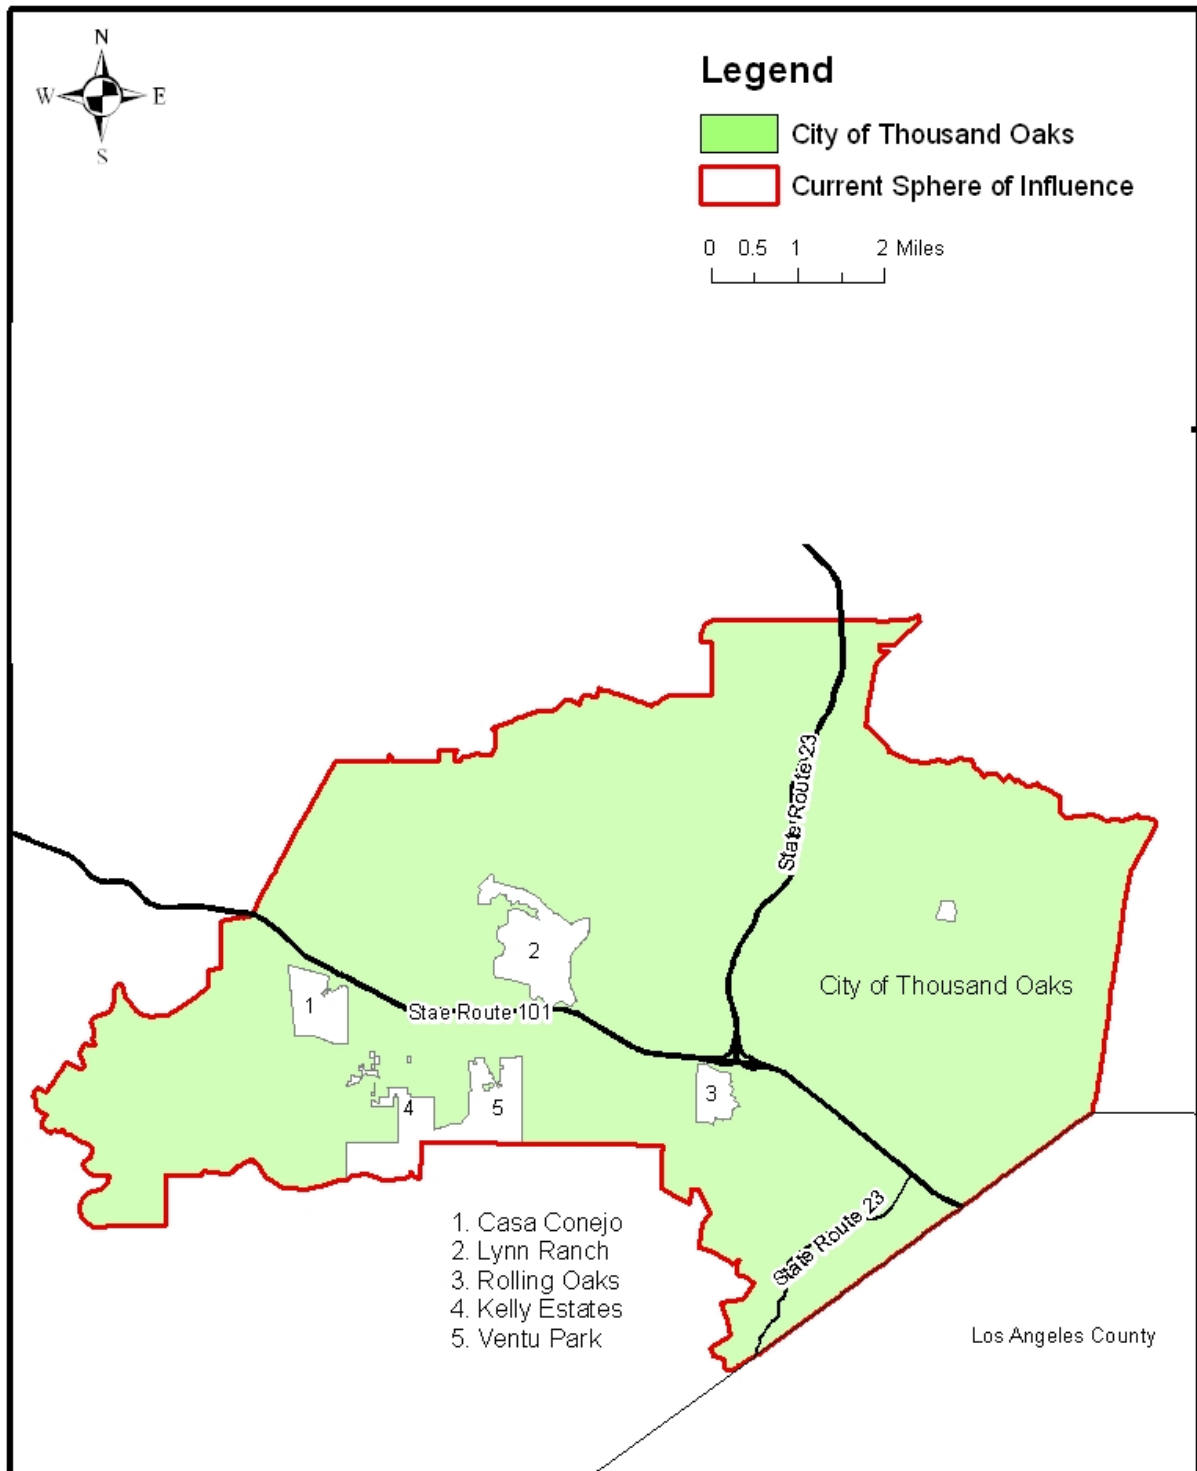 N
W E
S
Legend
City of Thousand Oaks
Current Sphere of Influence
0 0.5 1 2 Miles
State Route 23
2
City of Thousand Oaks
1
State Route 101
3
4
5
State Route 23
1. Casa Conejo
2. Lynn Ranch
3. Rolling Oaks
4. Kelly Estates
5. Ventu Park
Los Angeles County